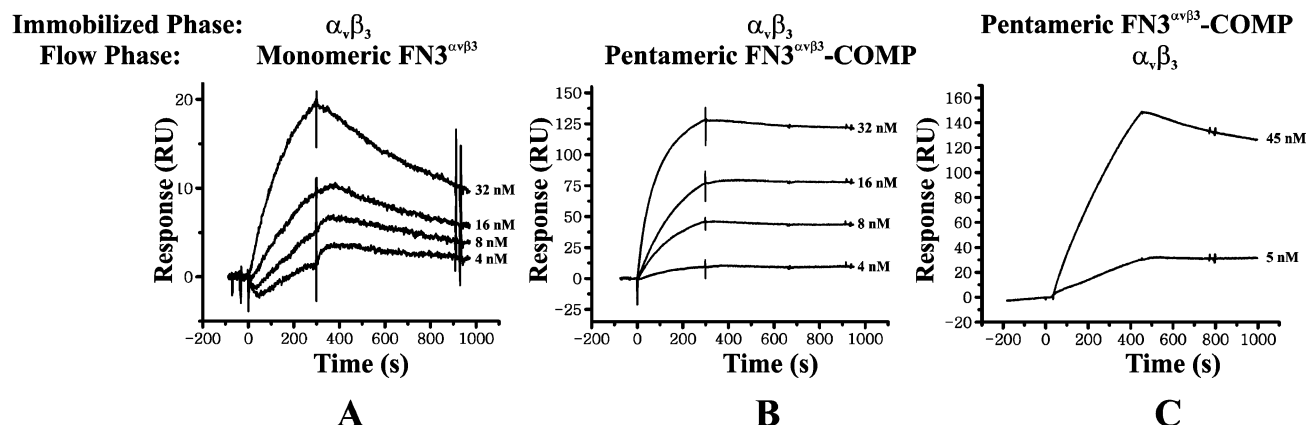 Immobilized Phase: αvβ3 αvβ3 Pentameric FN3αvβ3-COMP
Flow Phase: Monomeric FN3αvβ3 Pentameric FN3αvβ3-COMP αvβ3
Response (RU)
20
10
0
32 nM
16 nM
8 nM
4 nM
-200 0 200 400 600 800 1000
Time (s)
A
Response (RU)
150
125
100
75
50
25
0
-25
32 nM
16 nM
8 nM
4 nM
-200 0 200 400 600 800 1000
Time (s)
B
Response (RU)
160
140
120
100
80
60
40
20
0
-20
45 nM
5 nM
-200 0 200 400 600 800 1000
Time (s)
C